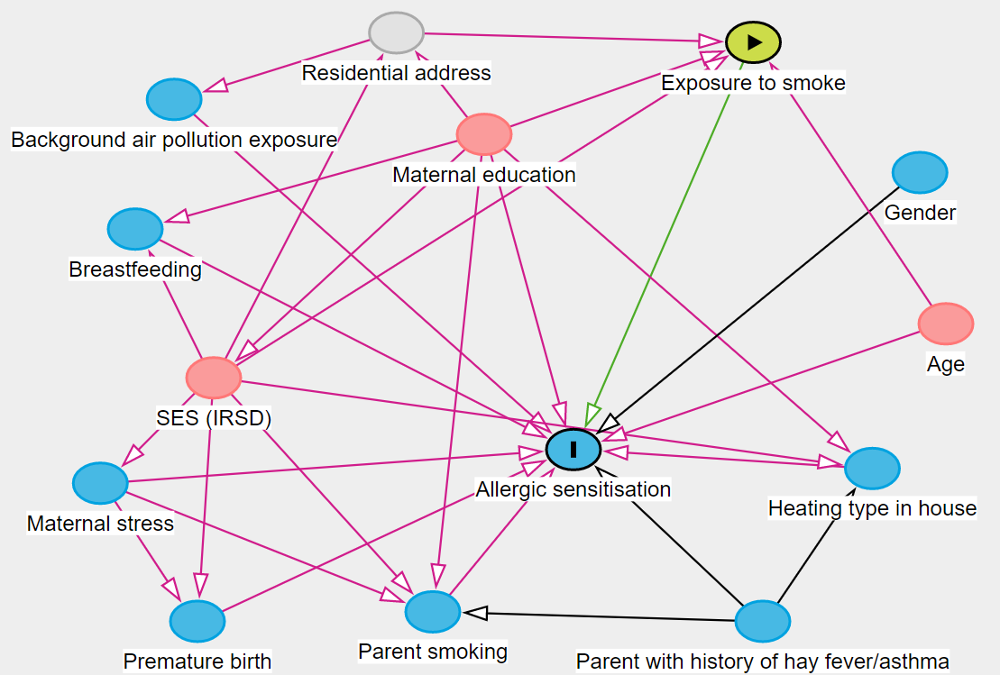 Residential address
Exposure to smoke
Background air pollution exposure
Maternal education
Gender
Breastfeeding
Age
SES (IRSD)
Allergic sensitisation
Heating type in house
Maternal stress
Premature birth
Parent smoking
Parent with history of hay fever/asthma